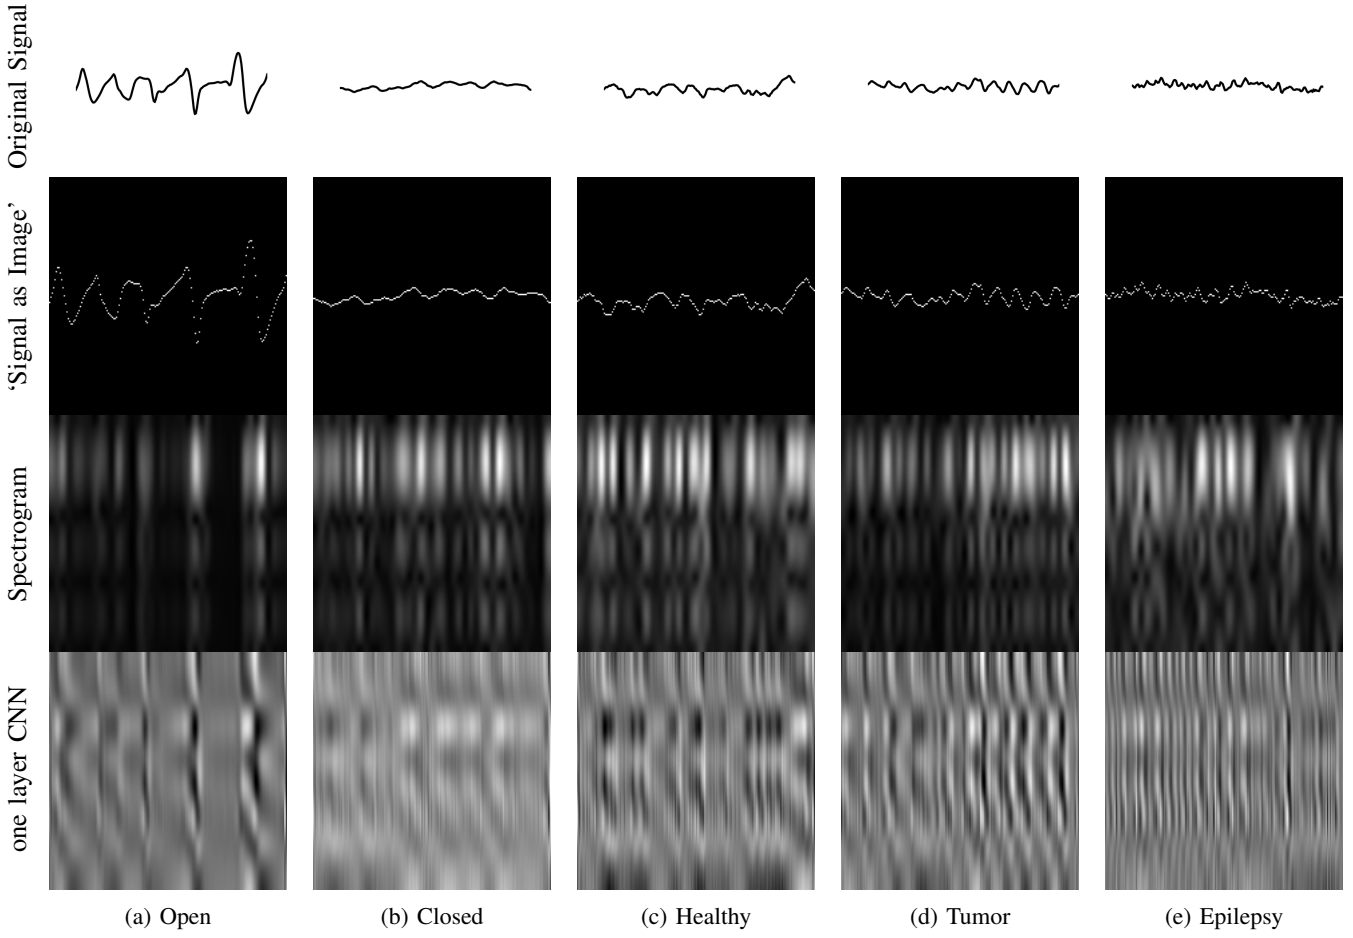 Original Signal
‘Signal as Image’
Spectrogram
one layer CNN
(a) Open
(b) Closed
(c) Healthy
(d) Tumor
(e) Epilepsy